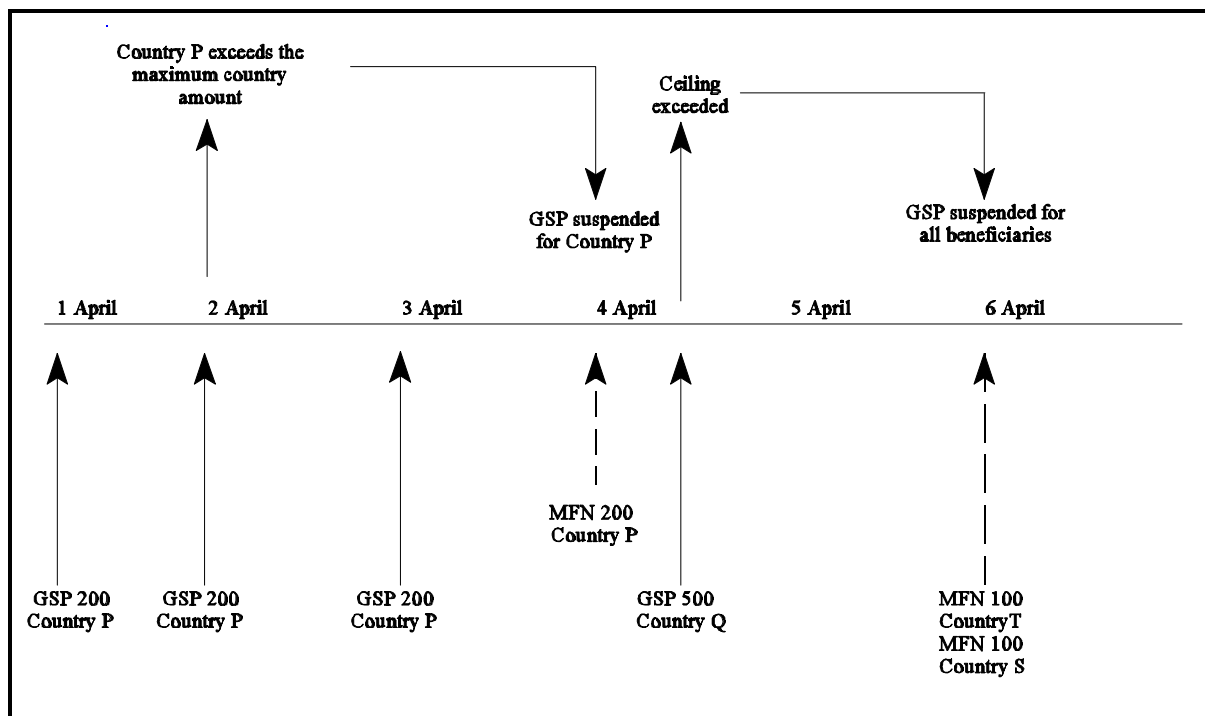 Country P exceeds the
maximum country
amount
Ceiling
exceeded
GSP suspended
for Country P
GSP suspended for
all beneficiaries
1 April
2 April
3 April
4 April
5 April
6 April
MFN 200
Country P
GSP 200
Country P
GSP 200
Country P
GSP 200
Country P
GSP 500
Country Q
MFN 100
CountryT
MFN 100
Country S